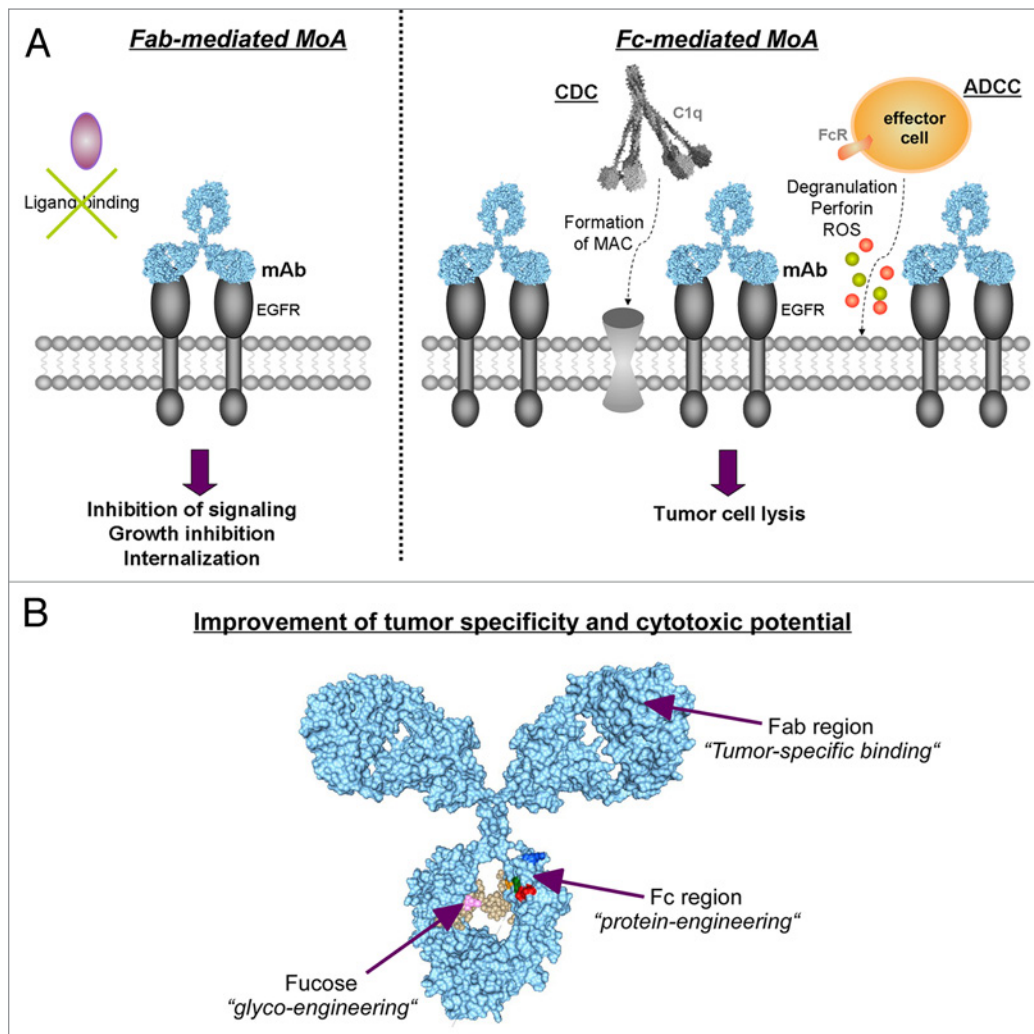 A
Fab-mediated MoA
Ligand binding
mAb
EGFR
Inhibition of signaling
Growth inhibition
Internalization
Fc-mediated MoA
CDC
C1q
ADCC
effector
cell
FcR
Formation
of MAC
Degranulation
Perforin
ROS
mAb
EGFR
Tumor cell lysis
B
Improvement of tumor specificity and cytotoxic potential
Fab region
“Tumor-specific binding“
Fc region
“protein-engineering“
Fucose
“glyco-engineering“